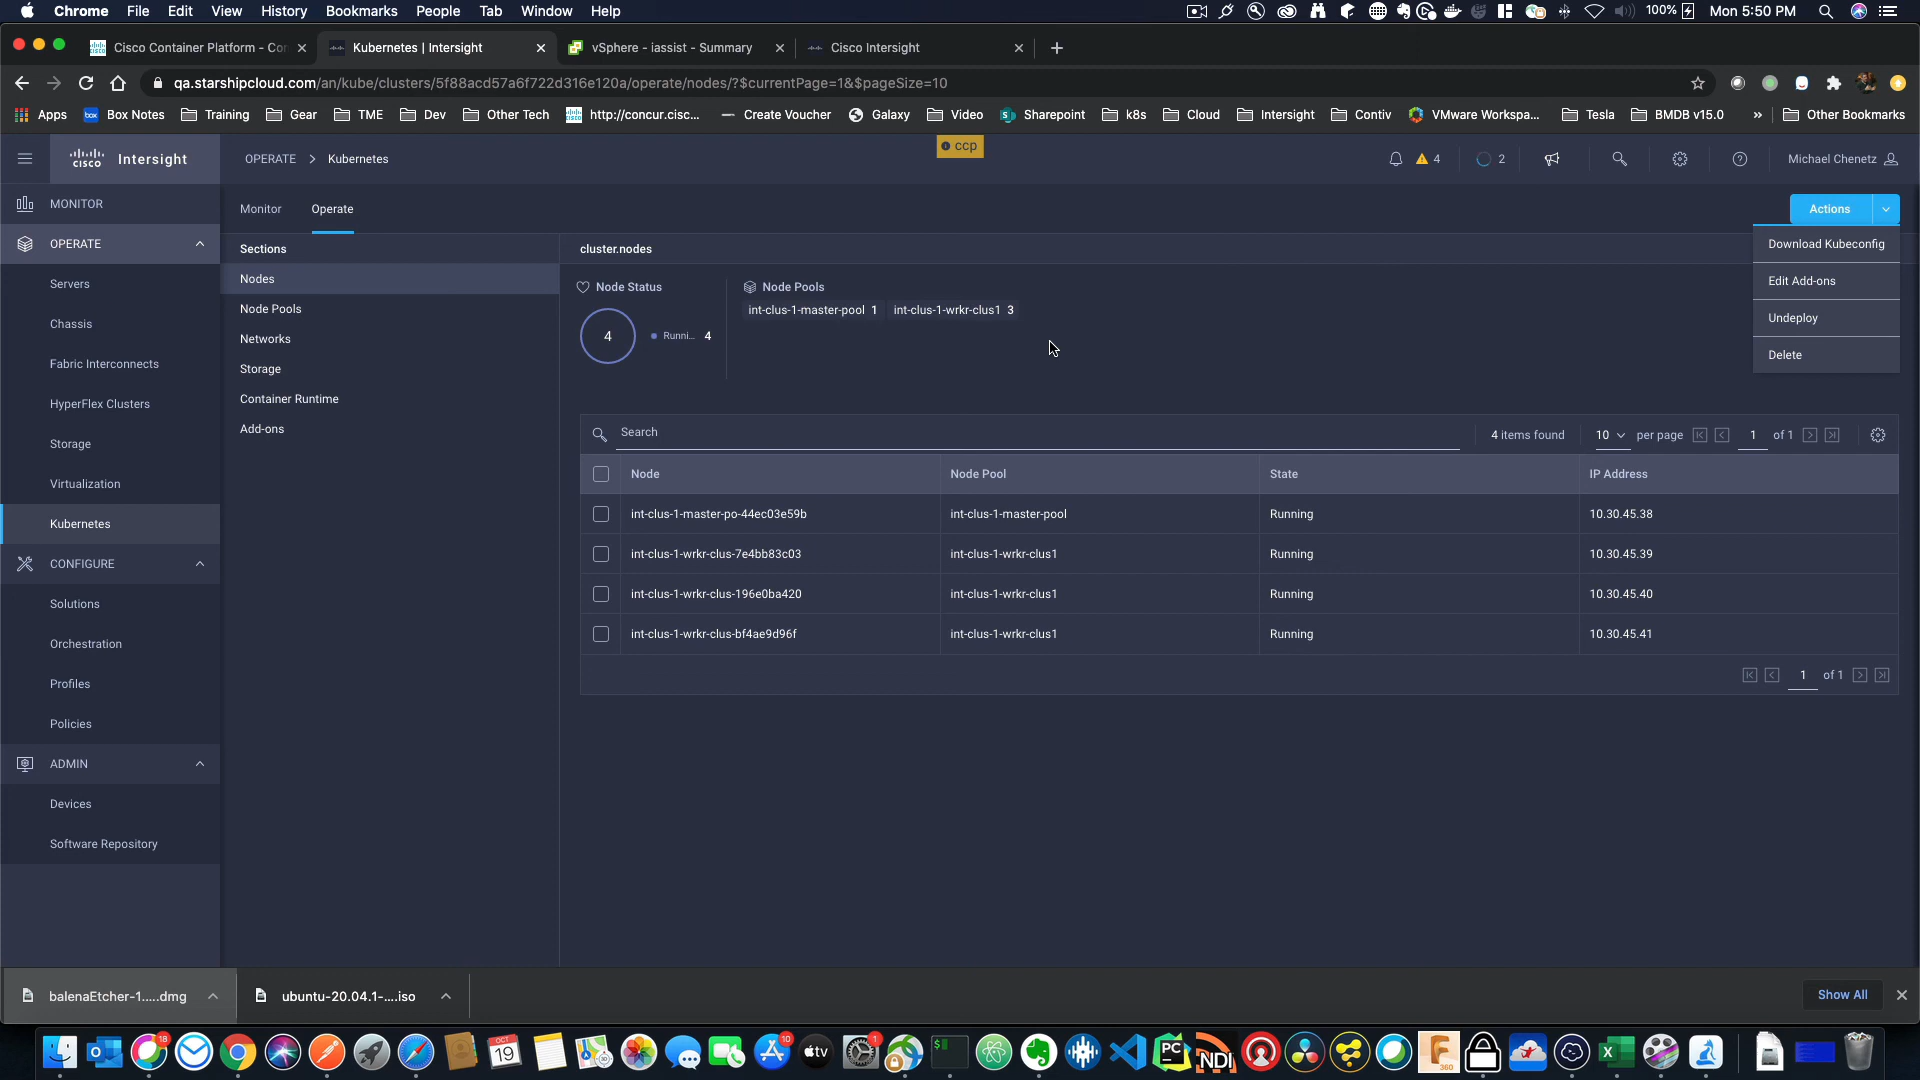 Chrome File Edit View History Bookmarks People Tab Window Help
100% Mon 5:50 PM
Cisco Container Platform - Co
Kubernetes | Intersight
vSphere - iassist - Summary
Cisco Intersight
qa.starshipcloud.com/an/kube/clusters/5f88acd57a6f722d316e120a/operate/nodes/?$currentPage=1&$pageSize=10
Apps Box Notes Training Gear TME Dev Other Tech http://concur.cisc... Create Voucher Galaxy Video Sharepoint k8s Cloud Intersight Contiv VMware Workspa... Tesla BMDB v15.0 » Other Bookmarks
cisco Intersight
OPERATE > Kubernetes
ccp
4
2
Michael Chenetz
MONITOR
OPERATE
Servers
Chassis
Fabric Interconnects
HyperFlex Clusters
Storage
Virtualization
Kubernetes
CONFIGURE
Solutions
Orchestration
Profiles
Policies
ADMIN
Devices
Software Repository
Monitor Operate
Actions
Download Kubeconfig
Edit Add-ons
Undeploy
Delete
Sections
Nodes
Node Pools
Networks
Storage
Container Runtime
Add-ons
cluster.nodes
Node Status
4
Runni... 4
Node Pools
int-clus-1-master-pool 1 int-clus-1-wrkr-clus1 3
Search
4 items found 10 per page 1 of 1
Node Node Pool State IP Address
int-clus-1-master-po-44ec03e59b int-clus-1-master-pool Running 10.30.45.38
int-clus-1-wrkr-clus-7e4bb83c03 int-clus-1-wrkr-clus1 Running 10.30.45.39
int-clus-1-wrkr-clus-196e0ba420 int-clus-1-wrkr-clus1 Running 10.30.45.40
int-clus-1-wrkr-clus-bf4ae9d96f int-clus-1-wrkr-clus1 Running 10.30.45.41
1 of 1
balenaEtcher-1.....dmg
ubuntu-20.04.1-....iso
Show All
18
OCT
19
10
tv
1
$
PC
NDI
F
360
X